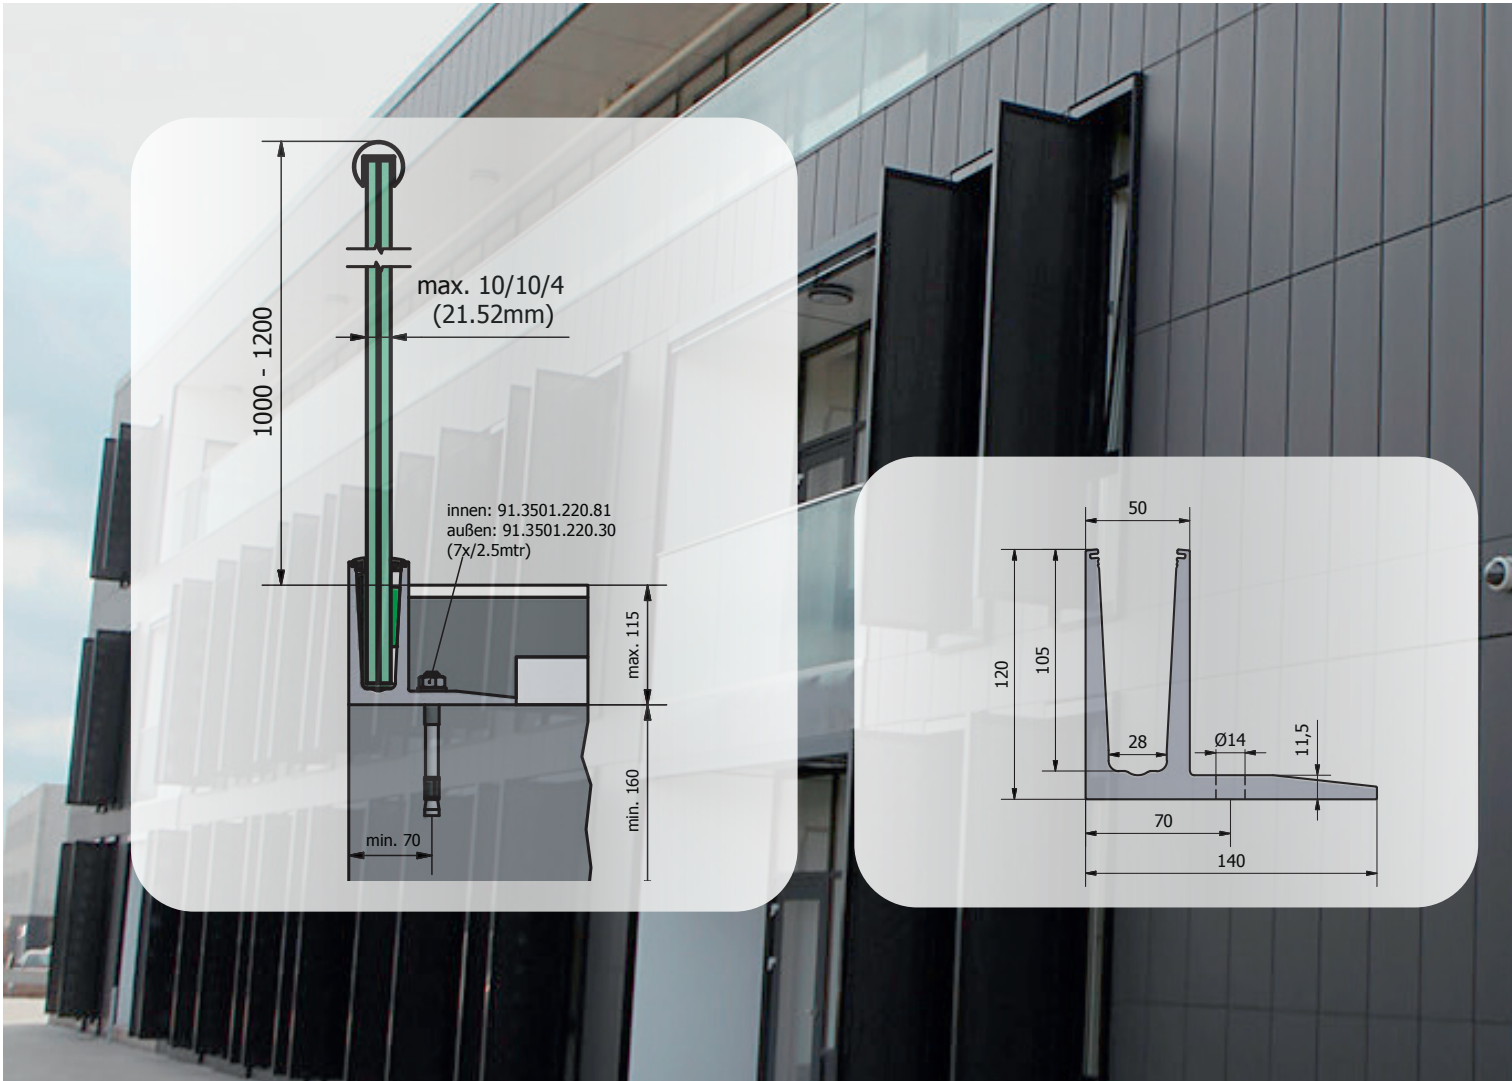 max. 10/10/4
(21.52mm)
1000 - 1200
innen: 91.3501.220.81
außen: 91.3501.220.30
(7x/2.5mtr)
max. 115
min. 160
min. 70
50
120
105
28
Ø14
11,5
70
140